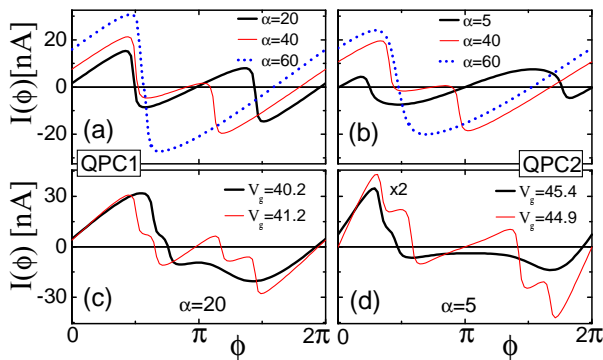 I(ϕ)[nA]
20
0
-20
(a)
α=20
α=40
α=60
(b)
α=5
α=40
α=60
QPC1
QPC2
I(ϕ) [nA]
30
0
-30
(c)
V_g=40.2
V_g=41.2
α=20
(d)
x2
V_g=45.4
V_g=44.9
α=5
0
π
2π
0
π
2π
ϕ
ϕ